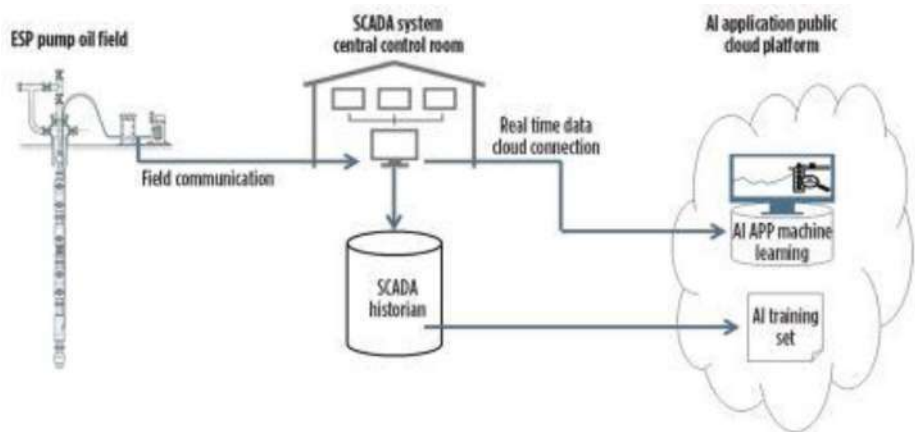 ESP pump oil field
SCADA system
central control room
AI application public
cloud platform
Field communication
Real time data
cloud connection
AI APP machine
learning
SCADA
historian
AI training
set